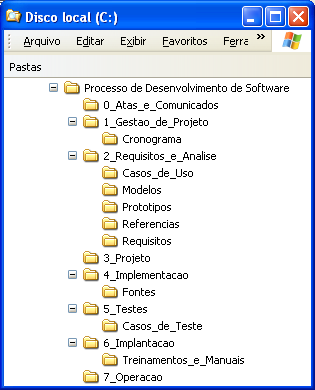 Disco local (C:)
Arquivo Editar Exibir Favoritos Ferra »
Pastas
Processo de Desenvolvimento de Software
0_Atas_e_Comunicados
1_Gestao_de_Projeto
Cronograma
2_Requisitos_e_Analise
Casos_de_Uso
Modelos
Prototipos
Referencias
Requisitos
3_Projeto
4_Implementacao
Fontes
5_Testes
Casos_de_Teste
6_Implantacao
Treinamentos_e_Manuais
7_Operacao